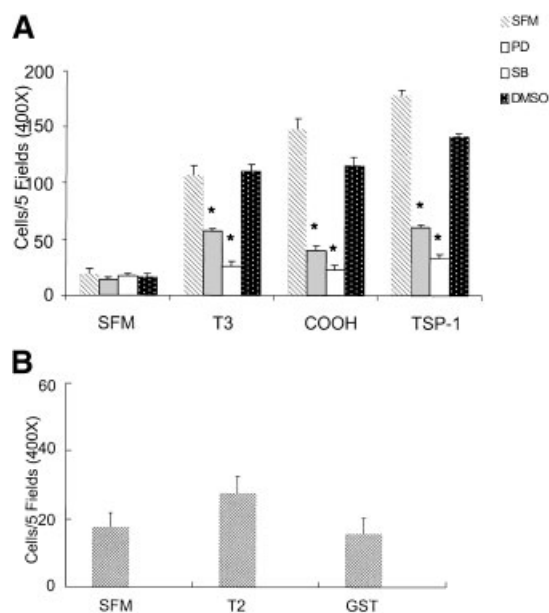 A
SFM
PD
SB
DMSO
Cells/5 Fields (400X)
200
150
100
50
0
* * * * * *
SFM T3 COOH TSP-1
B
Cells/5 Fields (400X)
60
40
20
0
SFM T2 GST